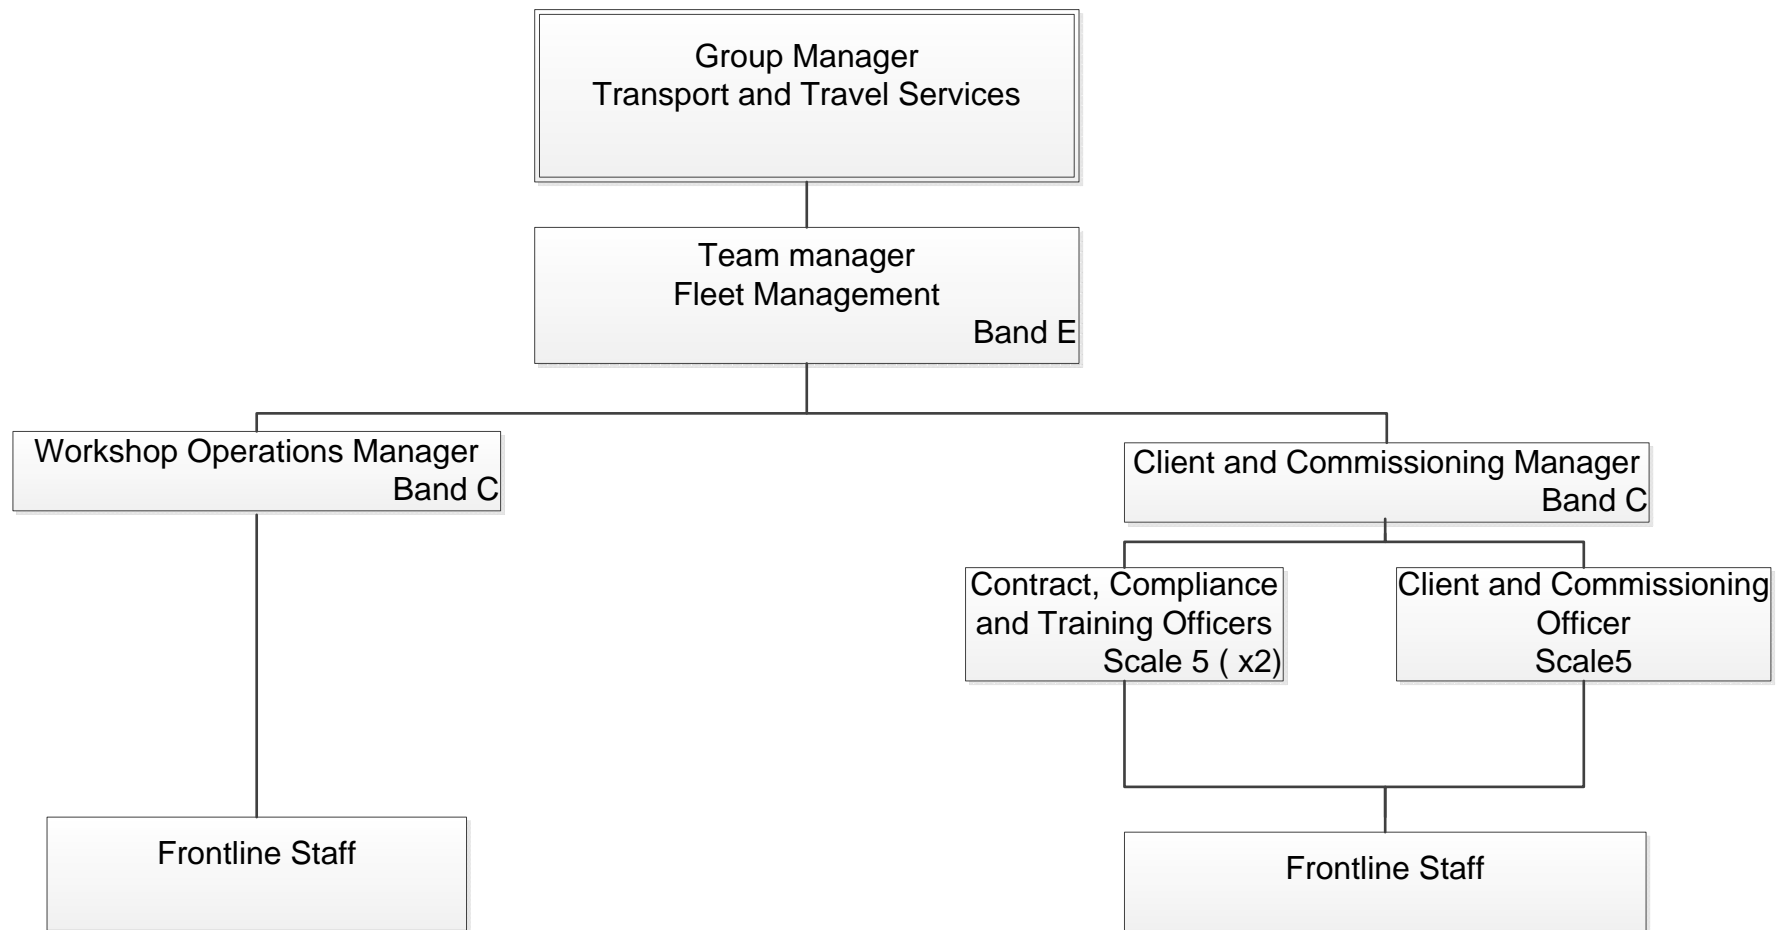 Group Manager
Transport and Travel Services
Team manager
Fleet Management
Band E
Workshop Operations Manager
Band C
Client and Commissioning Manager
Band C
Contract, Compliance
and Training Officers
Scale 5 ( x2)
Client and Commissioning
Officer
Scale5
Frontline Staff
Frontline Staff